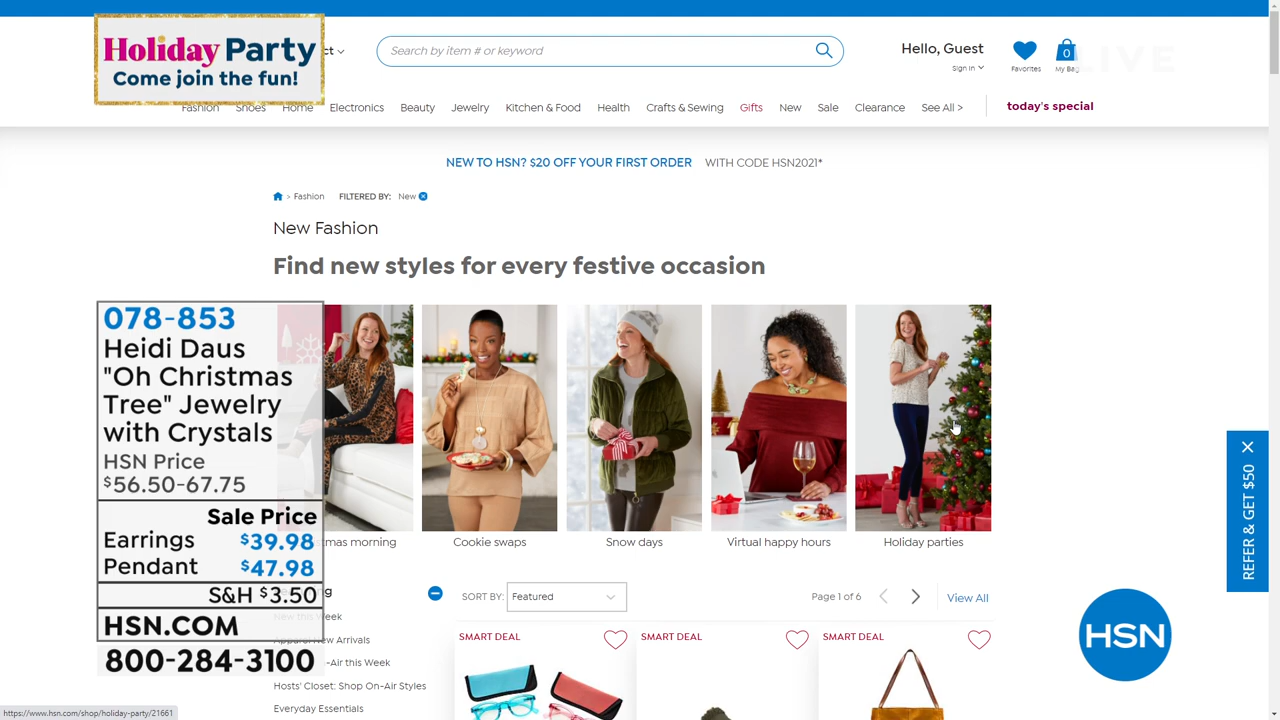 Holiday Party
Come join the fun!
Search by item # or keyword
Hello, Guest
Sign In
Favorites
0
My Bag
LIVE
Fashion Shoes Home Electronics Beauty Jewelry Kitchen & Food Health Crafts & Sewing Gifts New Sale Clearance See All > today's special
NEW TO HSN? $20 OFF YOUR FIRST ORDER WITH CODE HSN2021*
> Fashion FILTERED BY: New
New Fashion
Find new styles for every festive occasion
078-853
Heidi Daus
"Oh Christmas
Tree" Jewelry
with Crystals
HSN Price
$56.50-67.75
Sale Price
Earrings $39.98
Pendant $47.98
S&H $3.50
HSN.COM
800-284-3100
Cookie swaps
Snow days
Virtual happy hours
Holiday parties
SORT BY: Featured
Page 1 of 6
View All
New this Week
Apparel New Arrivals
-Air this Week
Hosts' Closet: Shop On-Air Styles
Everyday Essentials
SMART DEAL
SMART DEAL
SMART DEAL
REFER & GET $50
HSN
https://www.hsn.com/shop/holiday-party/21661